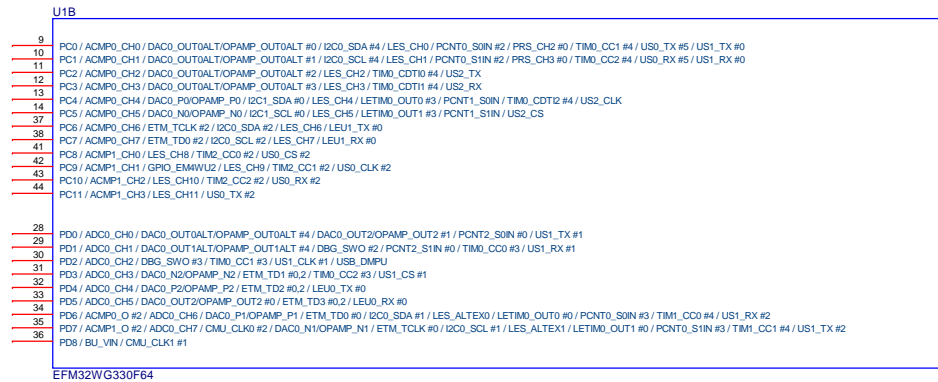 U1B
9 PC0 / ACMP0_CH0 / DAC0_OUT0ALT/OPAMP_OUT0ALT #0 / I2C0_SDA #4 / LES_CH0 / PCNT0_S0IN #2 / PRS_CH2 #0 / TIM0_CC1 #4 / US0_TX #5 / US1_TX #0
10 PC1 / ACMP0_CH1 / DAC0_OUT0ALT/OPAMP_OUT0ALT #1 / I2C0_SCL #4 / LES_CH1 / PCNT0_S1IN #2 / PRS_CH3 #0 / TIM0_CC2 #4 / US0_RX #5 / US1_RX #0
11 PC2 / ACMP0_CH2 / DAC0_OUT0ALT/OPAMP_OUT0ALT #2 / LES_CH2 / TIM0_CDTI0 #4 / US2_TX
12 PC3 / ACMP0_CH3 / DAC0_OUT0ALT/OPAMP_OUT0ALT #3 / LES_CH3 / TIM0_CDTI1 #4 / US2_RX
13 PC4 / ACMP0_CH4 / DAC0_P0/OPAMP_P0 / I2C1_SDA #0 / LES_CH4 / LETIM0_OUT0 #3 / PCNT1_S0IN / TIM0_CDTI2 #4 / US2_CLK
14 PC5 / ACMP0_CH5 / DAC0_N0/OPAMP_N0 / I2C1_SCL #0 / LES_CH5 / LETIM0_OUT1 #3 / PCNT1_S1IN / US2_CS
37 PC6 / ACMP0_CH6 / ETM_TCLK #2 / I2C0_SDA #2 / LES_CH6 / LEU1_TX #0
38 PC7 / ACMP0_CH7 / ETM_TD0 #2 / I2C0_SCL #2 / LES_CH7 / LEU1_RX #0
41 PC8 / ACMP1_CH0 / LES_CH8 / TIM2_CC0 #2 / US0_CS #2
42 PC9 / ACMP1_CH1 / GPIO_EM4WU2 / LES_CH9 / TIM2_CC1 #2 / US0_CLK #2
43 PC10 / ACMP1_CH2 / LES_CH10 / TIM2_CC2 #2 / US0_RX #2
44 PC11 / ACMP1_CH3 / LES_CH11 / US0_TX #2
28 PD0 / ADC0_CH0 / DAC0_OUT0ALT/OPAMP_OUT0ALT #4 / DAC0_OUT2/OPAMP_OUT2 #1 / PCNT2_S0IN #0 / US1_TX #1
29 PD1 / ADC0_CH1 / DAC0_OUT1ALT/OPAMP_OUT1ALT #4 / DBG_SWO #2 / PCNT2_S1IN #0 / TIM0_CC0 #3 / US1_RX #1
30 PD2 / ADC0_CH2 / DBG_SWO #3 / TIM0_CC1 #3 / US1_CLK #1 / USB_DMPU
31 PD3 / ADC0_CH3 / DAC0_N2/OPAMP_N2 / ETM_TD1 #0,2 / TIM0_CC2 #3 / US1_CS #1
32 PD4 / ADC0_CH4 / DAC0_P2/OPAMP_P2 / ETM_TD2 #0,2 / LEU0_TX #0
33 PD5 / ADC0_CH5 / DAC0_OUT2/OPAMP_OUT2 #0 / ETM_TD3 #0,2 / LEU0_RX #0
34 PD6 / ACMP0_O #2 / ADC0_CH6 / DAC0_P1/OPAMP_P1 / ETM_TD0 #0 / I2C0_SDA #1 / LES_ALTEX0 / LETIM0_OUT0 #0 / PCNT0_S0IN #3 / TIM1_CC0 #4 / US1_RX #2
35 PD7 / ACMP1_O #2 / ADC0_CH7 / CMU_CLK0 #2 / DAC0_N1/OPAMP_N1 / ETM_TCLK #0 / I2C0_SCL #1 / LES_ALTEX1 / LETIM0_OUT1 #0 / PCNT0_S1IN #3 / TIM1_CC1 #4 / US1_TX #2
36 PD8 / BU_VIN / CMU_CLK1 #1
EFM32WG330F64